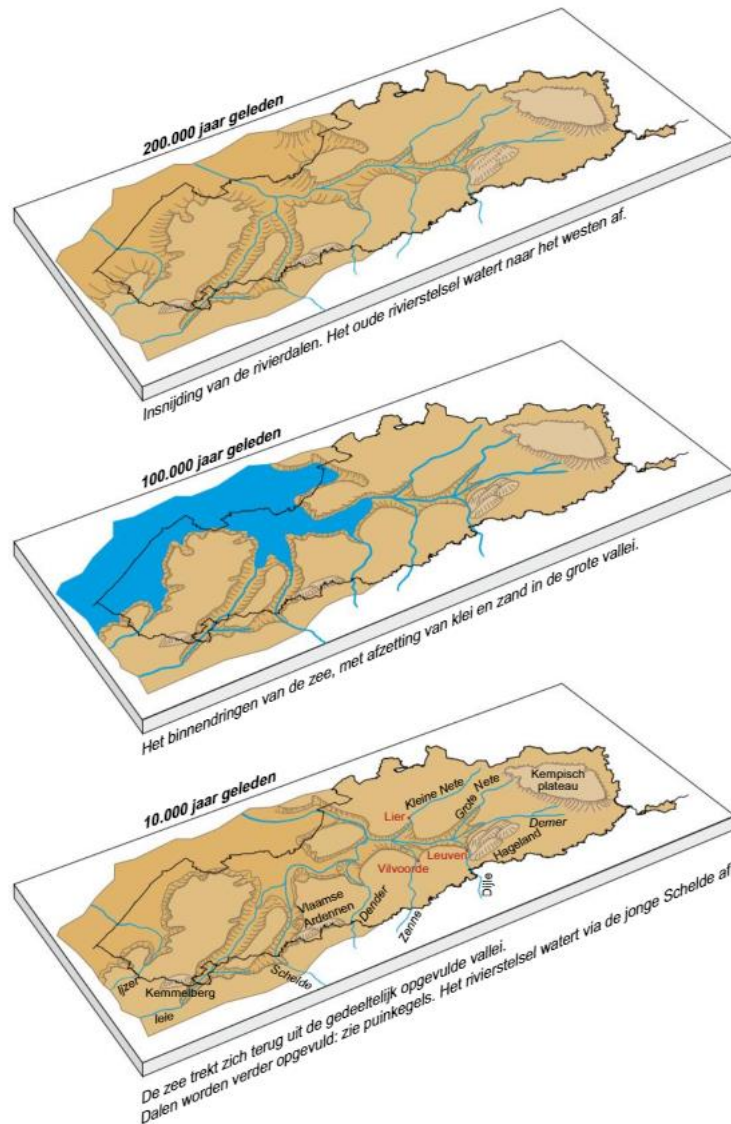 200.000 jaar geleden
Insnijding van de rivierdalen. Het oude rivierstelsel watert naar het westen af.
100.000 jaar geleden
Het binnendringen van de zee, met afzetting van klei en zand in de grote vallei.
10.000 jaar geleden
Kempisch
plateau
Kleine Nete
Grote Nete
Lier
Demer
Hageland
Leuven
Vilvoorde
Dijle
Vlaamse
Ardennen
Dender
Zenne
Schelde
Ijzer
Kemmelberg
leie
De zee trekt zich terug uit de gedeeltelijk opgevulde vallei.
Dalen worden verder opgevuld: zie puinkegels. Het rivierstelsel watert via de jonge Schelde af.